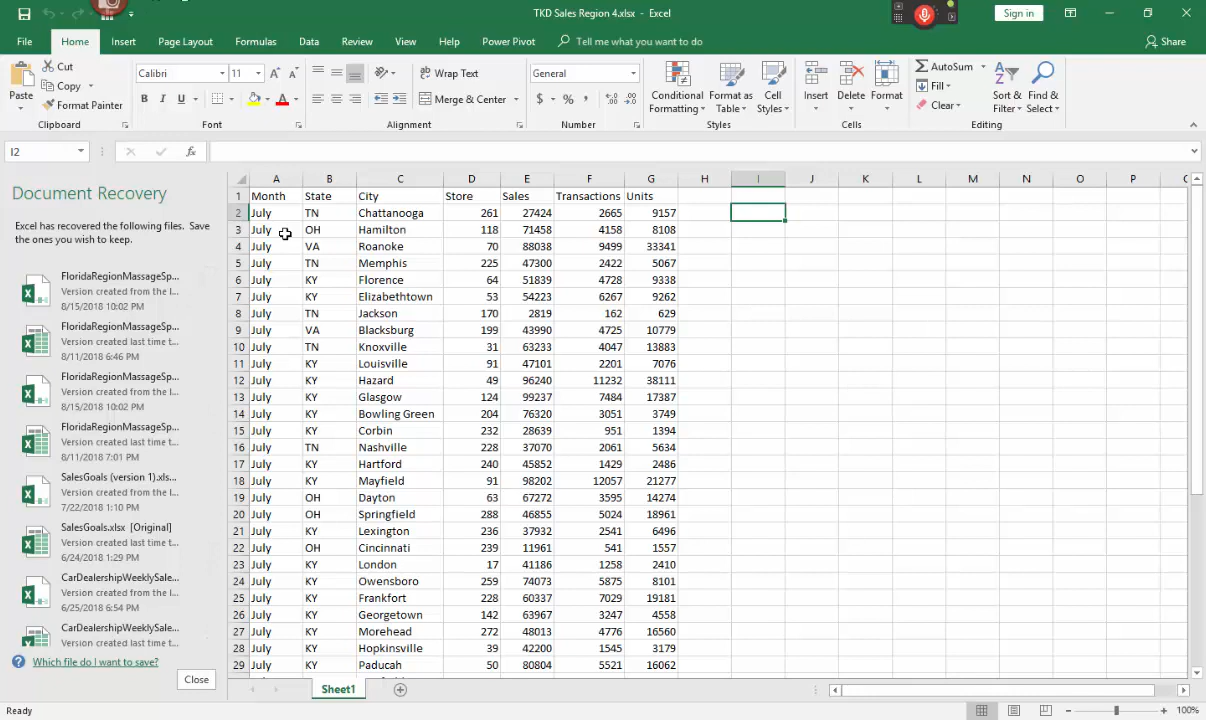 TKD Sales Region 4.xlsx - Excel
Sign in
File Home Insert Page Layout Formulas Data Review View Help Power Pivot Tell me what you want to do Share
Paste Cut Copy Format Painter Clipboard
Calibri 11 A A B I U A Font
Wrap Text Merge & Center Alignment
General $ % , Number
Conditional Formatting Format as Table Cell Styles Styles
Insert Delete Format Cells
AutoSum Fill Clear Sort & Filter Find & Select Editing
I2 fx
Document Recovery
Excel has recovered the following files. Save
the ones you wish to keep.
FloridaRegionMassageSp...
Version created from the l...
8/15/2018 10:02 PM
FloridaRegionMassageSp...
Version created from the l...
8/11/2018 6:46 PM
FloridaRegionMassageSp...
Version created from the l...
8/15/2018 10:02 PM
FloridaRegionMassageSp...
Version created last time t...
8/11/2018 7:01 PM
SalesGoals (version 1).xls...
Version created from the l...
7/22/2018 1:10 PM
SalesGoals.xlsx [Original]
Version created last time t...
6/24/2018 1:29 PM
CarDealershipWeeklySale...
Version created from the l...
6/25/2018 6:54 PM
CarDealershipWeeklySale...
Version created last time t...
Which file do I want to save?
Close
A B C D E F G H I J K L M N O P
1 Month State City Store Sales Transactions Units
2 July TN Chattanooga 261 27424 2665 9157
3 July OH Hamilton 118 71458 4158 8108
4 July VA Roanoke 70 88038 9499 33341
5 July TN Memphis 225 47300 2422 5067
6 July KY Florence 64 51839 4728 9338
7 July KY Elizabethtown 53 54223 6267 9262
8 July TN Jackson 170 2819 162 629
9 July VA Blacksburg 199 43990 4725 10779
10 July TN Knoxville 31 63233 4047 13883
11 July KY Louisville 91 47101 2201 7076
12 July KY Hazard 49 96240 11232 38111
13 July KY Glasgow 124 99237 7484 17387
14 July KY Bowling Green 204 76320 3051 3749
15 July KY Corbin 232 28639 951 1394
16 July TN Nashville 228 37070 2061 5634
17 July KY Hartford 240 45852 1429 2486
18 July KY Mayfield 91 98202 12057 21277
19 July OH Dayton 63 67272 3595 14274
20 July OH Springfield 288 46855 5024 18961
21 July KY Lexington 236 37932 2541 6496
22 July OH Cincinnati 239 11961 541 1557
23 July KY London 17 41186 1258 2410
24 July KY Owensboro 259 74073 5875 8101
25 July KY Frankfort 228 60337 7029 19181
26 July KY Georgetown 142 63967 3247 4558
27 July KY Morehead 272 48013 4776 16560
28 July KY Hopkinsville 39 42200 1545 3179
29 July KY Paducah 50 80804 5521 16062
Sheet1
Ready 100%